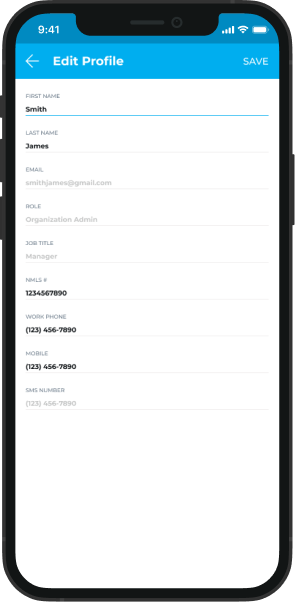 9:41
Edit Profile
SAVE
FIRST NAME
Smith
LAST NAME
James
EMAIL
smithjames@gmail.com
ROLE
Organization Admin
JOB TITLE
Manager
NMLS #
1234567890
WORK PHONE
(123) 456-7890
MOBILE
(123) 456-7890
SMS NUMBER
(123) 456-7890